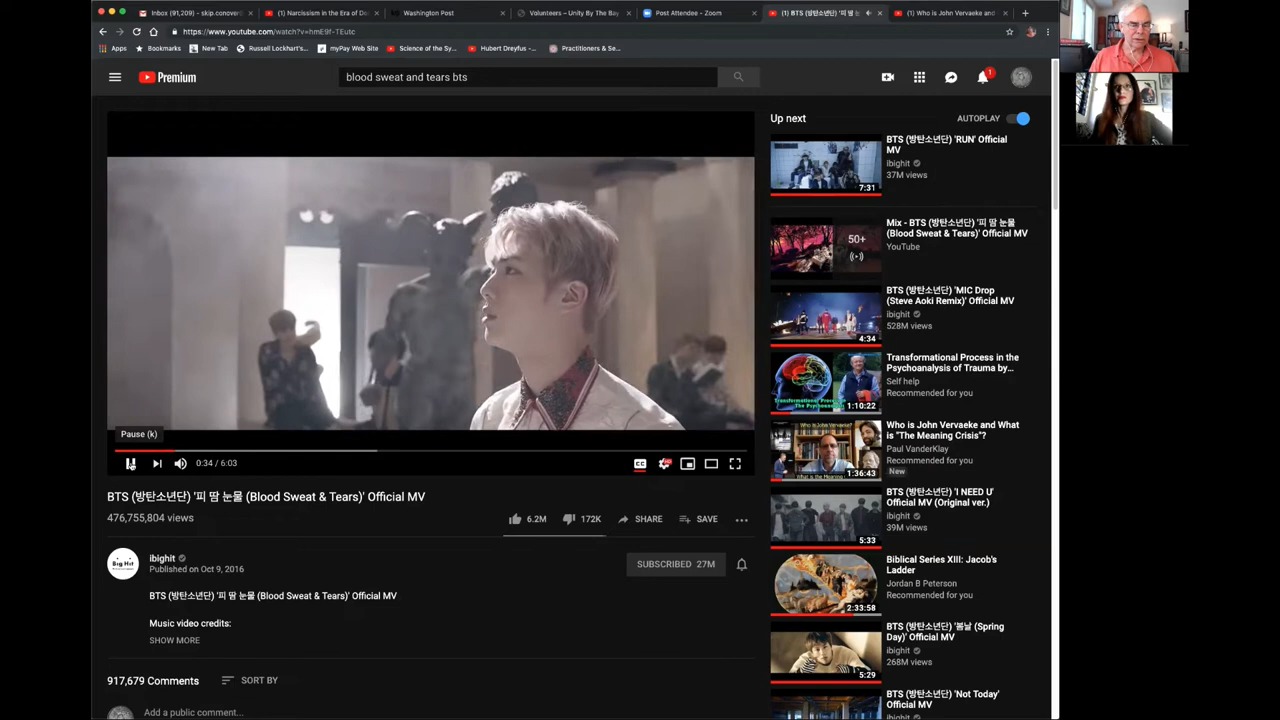 Inbox (91,209) - skip.conover
(1) Narcissism in the Era of Do
Washington Post
Volunteers – Unity By The Bay
Post Attendee - Zoom
(1) BTS (방탄소년단) '피 땀 눈
(1) Who is John Vervaeke and
https://www.youtube.com/watch?v=hmE9f-TEutc
Apps
Bookmarks
New Tab
Russell Lockhart's...
myPay Web Site
Science of the Sy...
Hubert Dreyfus -...
Practitioners & Se...
Premium
blood sweat and tears bts
1
Up next
AUTOPLAY
BTS (방탄소년단) 'RUN' Official
MV
ibighit
37M views
7:31
Mix - BTS (방탄소년단) '피 땀 눈물
(Blood Sweat & Tears)' Official MV
YouTube
50+
BTS (방탄소년단) 'MIC Drop
(Steve Aoki Remix)' Official MV
ibighit
528M views
4:34
Transformational Process in the
Psychoanalysis of Trauma by...
Self help
Recommended for you
1:10:22
Who is John Vervaeke and What
is "The Meaning Crisis"?
Paul VanderKlay
Recommended for you
New
1:36:43
BTS (방탄소년단) 'I NEED U'
Official MV (Original ver.)
ibighit
39M views
5:33
Biblical Series XIII: Jacob's
Ladder
Jordan B Peterson
Recommended for you
2:33:58
BTS (방탄소년단) '봄날 (Spring
Day)' Official MV
ibighit
268M views
5:29
BTS (방탄소년단) 'Not Today'
Official MV
ibighit
Pause (k)
0:34 / 6:03
CC
BTS (방탄소년단) '피 땀 눈물 (Blood Sweat & Tears)' Official MV
476,755,804 views
6.2M
172K
SHARE
SAVE
Big Hit
ibighit
Published on Oct 9, 2016
SUBSCRIBED 27M
BTS (방탄소년단) '피 땀 눈물 (Blood Sweat & Tears)' Official MV
Music video credits:
SHOW MORE
917,679 Comments
SORT BY
Add a public comment...